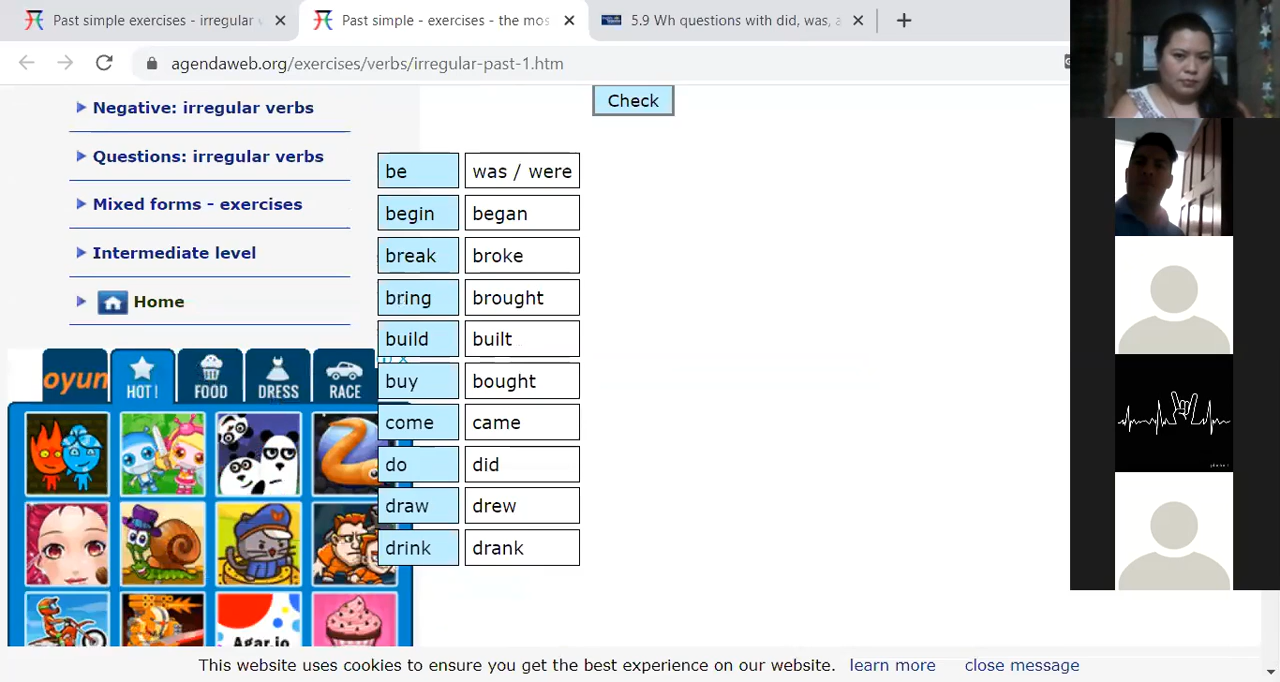 Past simple exercises - irregular
Past simple - exercises - the mos
5.9 Wh questions with did, was, a
agendaweb.org/exercises/verbs/irregular-past-1.htm
Check
Negative: irregular verbs
Questions: irregular verbs
Mixed forms - exercises
Intermediate level
Home
be was / were
begin began
break broke
bring brought
build built
buy bought
come came
do did
draw drew
drink drank
oyun
HOT!
FOOD
DRESS
RACE
Agar.io
This website uses cookies to ensure you get the best experience on our website. learn more close message